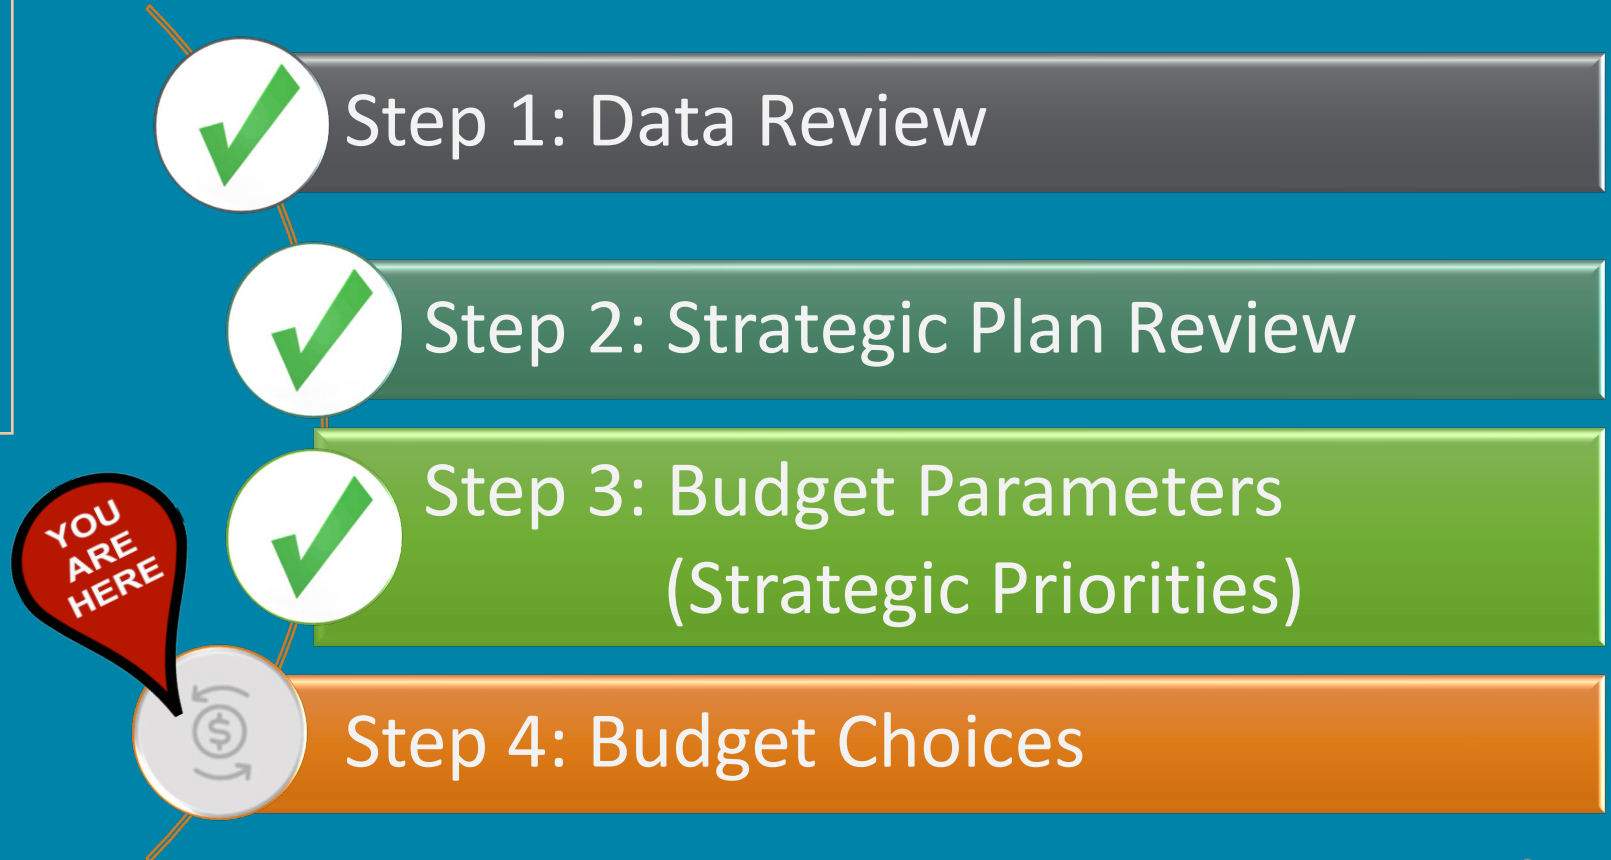 Step 1: Data Review
Step 2: Strategic Plan Review
Step 3: Budget Parameters
(Strategic Priorities)
YOU
ARE
HERE
$
Step 4: Budget Choices